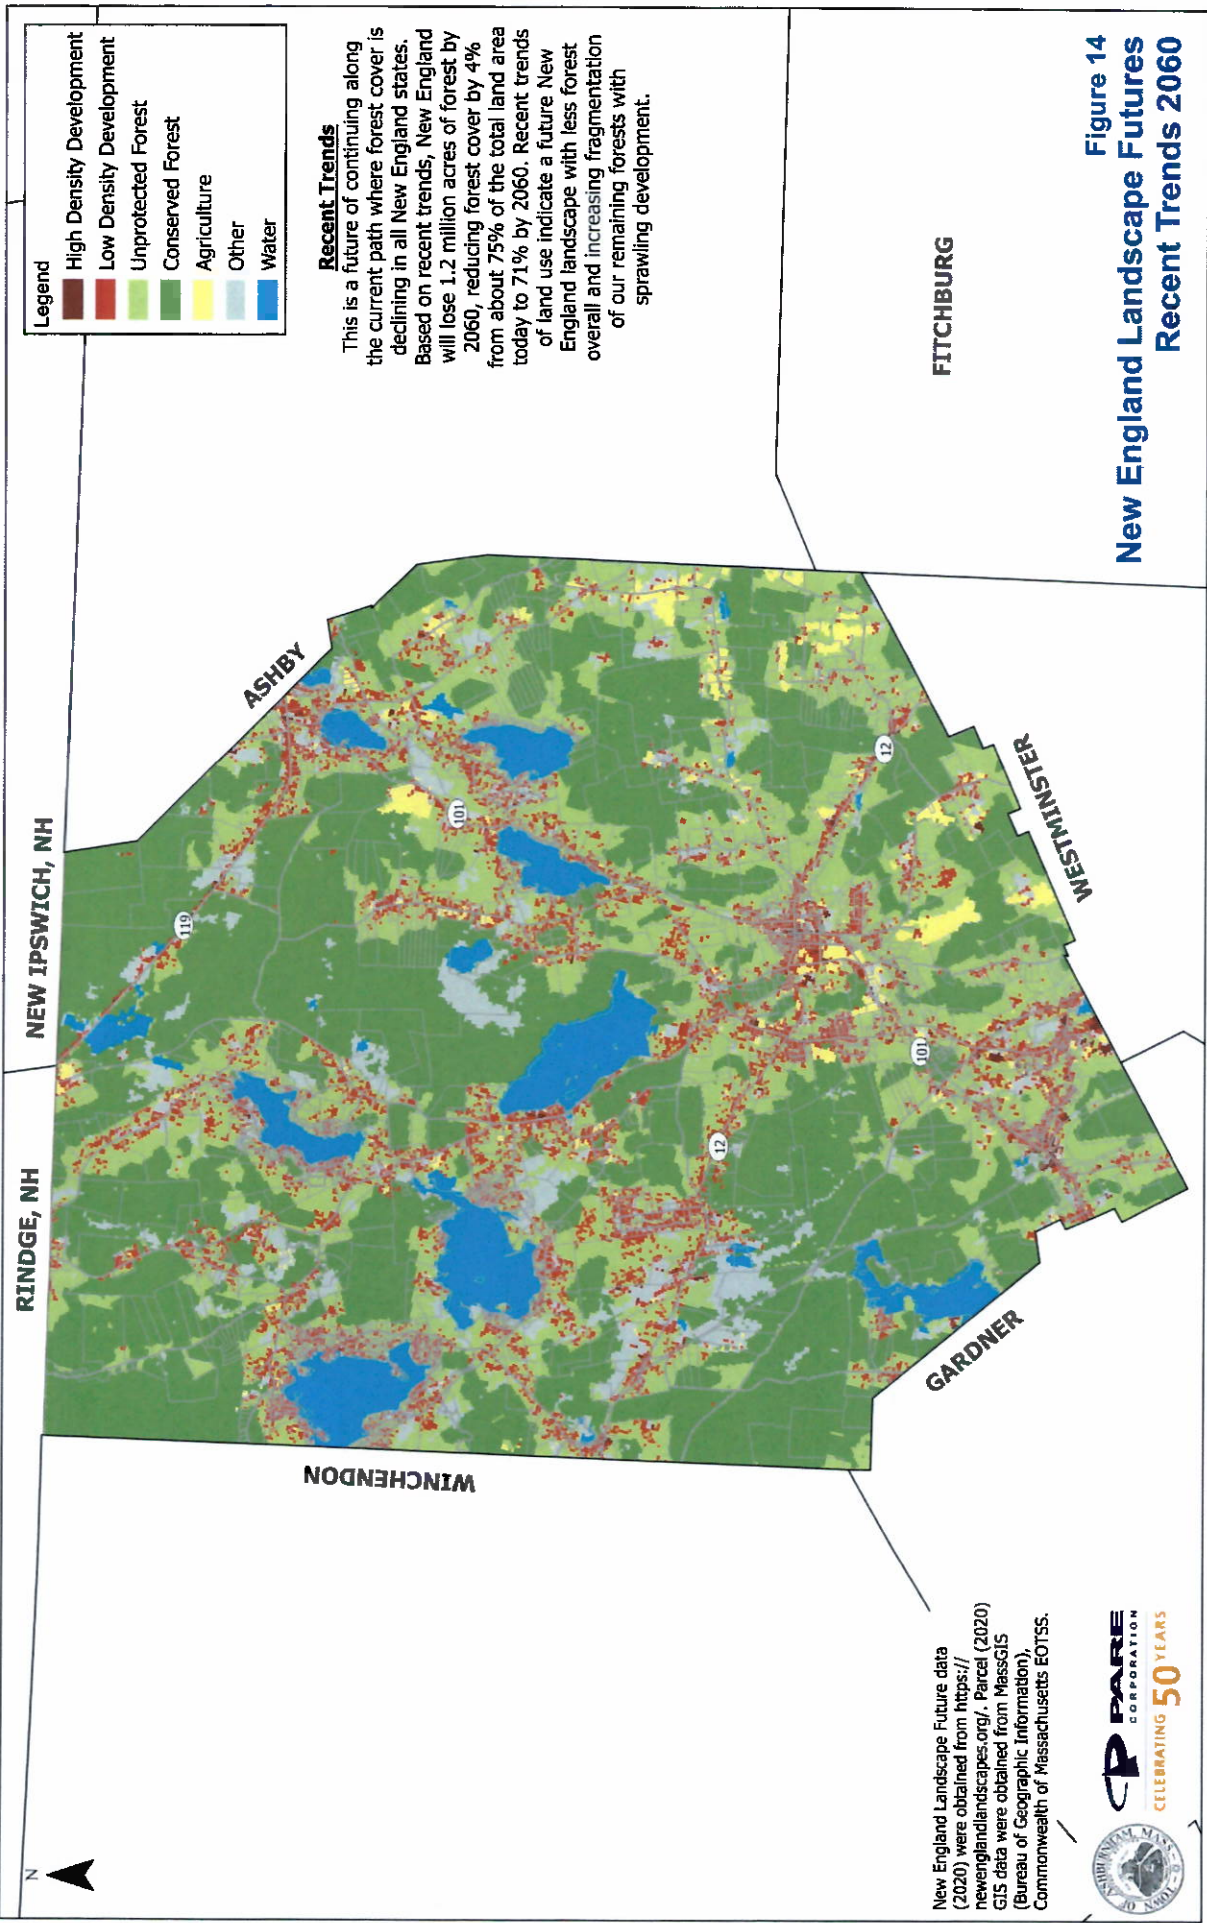 N
RINDGE, NH
NEW IPSWICH, NH
ASHBY
WINCHENDON
GARDNER
WESTMINSTER
FITCHBURG
119
101
12
12
101
Legend
High Density Development
Low Density Development
Unprotected Forest
Conserved Forest
Agriculture
Other
Water
Recent Trends
This is a future of continuing along
the current path where forest cover is
declining in all New England states.
Based on recent trends, New England
will lose 1.2 million acres of forest by
2060, reducing forest cover by 4%
from about 75% of the total land area
today to 71% by 2060. Recent trends
of land use indicate a future New
England landscape with less forest
overall and increasing fragmentation
of our remaining forests with
sprawling development.
New England Landscape Future data
(2020) were obtained from https://
newenglandlandscapes.org/. Parcel (2020)
GIS data were obtained from MassGIS
(Bureau of Geographic Information),
Commonwealth of Massachusetts EOTSS.
TOWN OF ASHBURNHAM, MASS.
PARE
CORPORATION
CELEBRATING 50 YEARS
Figure 14
New England Landscape Futures
Recent Trends 2060